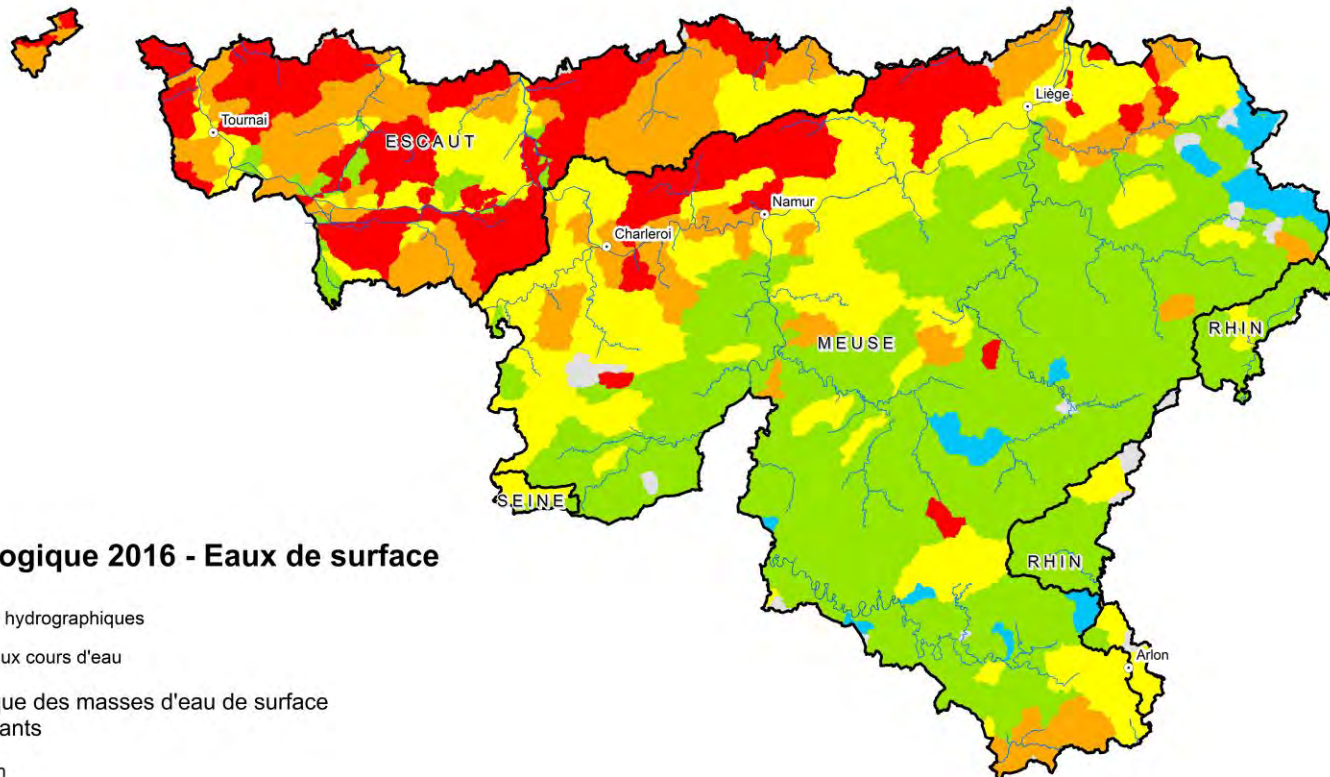 Tournai
ESCAUT
Liège
Namur
Charleroi
MEUSE
RHIN
SEINE
RHIN
Arlon
ogique 2016 - Eaux de surface
hydrographiques
ux cours d'eau
que des masses d'eau de surface
ants